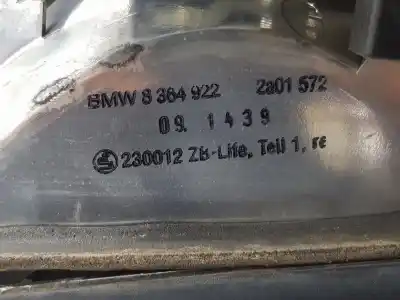 BMW 8 364 922 2a01 572
09. 1439
230012 ZB-Life, Teil 1, re